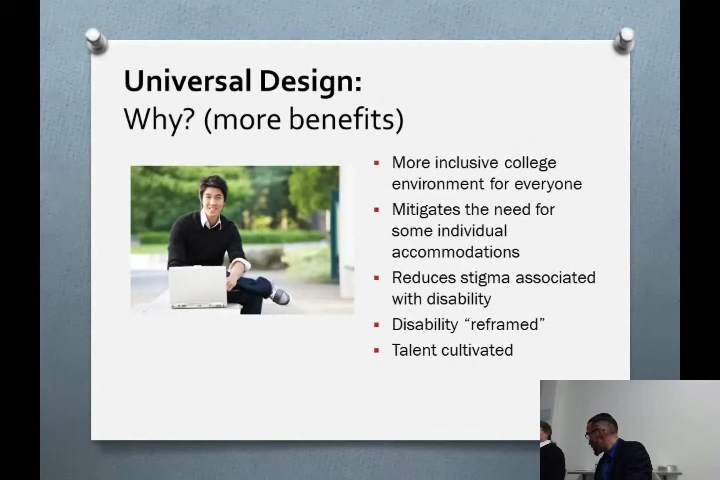 Universal Design:
Why? (more benefits)
More inclusive college
environment for everyone
Mitigates the need for
some individual
accommodations
Reduces stigma associated
with disability
Disability “reframed”
Talent cultivated